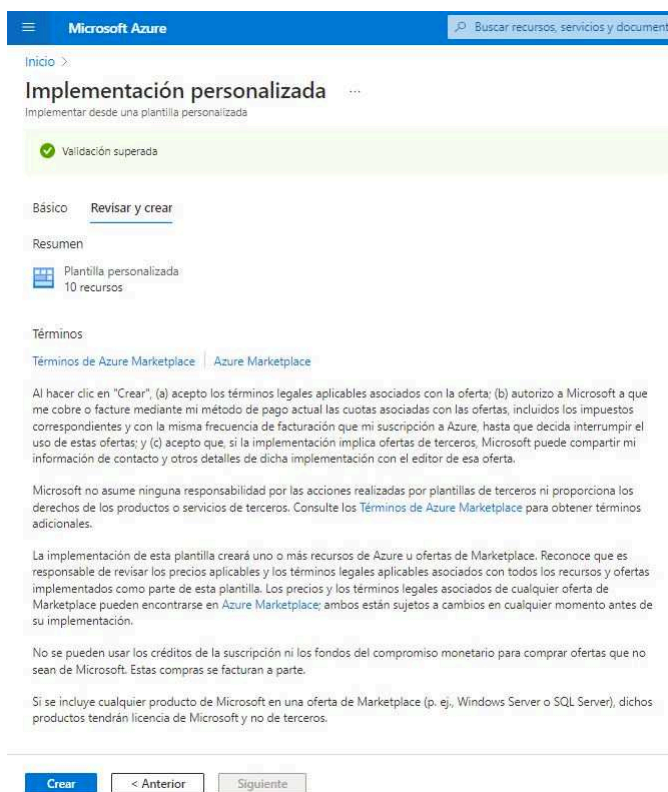 Microsoft Azure
Buscar recursos, servicios y document
Inicio >
Implementación personalizada ...
Implementar desde una plantilla personalizada
Validación superada
Básico Revisar y crear
Resumen
Plantilla personalizada
10 recursos
Términos
Términos de Azure Marketplace | Azure Marketplace
Al hacer clic en "Crear", (a) acepto los términos legales aplicables asociados con la oferta; (b) autorizo a Microsoft a que
me cobre o facture mediante mi método de pago actual las cuotas asociadas con las ofertas, incluidos los impuestos
correspondientes y con la misma frecuencia de facturación que mi suscripción a Azure, hasta que decida interrumpir el
uso de estas ofertas; y (c) acepto que, si la implementación implica ofertas de terceros, Microsoft puede compartir mi
información de contacto y otros detalles de dicha implementación con el editor de esa oferta.
Microsoft no asume ninguna responsabilidad por las acciones realizadas por plantillas de terceros ni proporciona los
derechos de los productos o servicios de terceros. Consulte los Términos de Azure Marketplace para obtener términos
adicionales.
La implementación de esta plantilla creará uno o más recursos de Azure u ofertas de Marketplace. Reconoce que es
responsable de revisar los precios aplicables y los términos legales aplicables asociados con todos los recursos y ofertas
implementados como parte de esta plantilla. Los precios y los términos legales asociados de cualquier oferta de
Marketplace pueden encontrarse en Azure Marketplace; ambos están sujetos a cambios en cualquier momento antes de
su implementación.
No se pueden usar los créditos de la suscripción ni los fondos del compromiso monetario para comprar ofertas que no
sean de Microsoft. Estas compras se facturan a parte.
Si se incluye cualquier producto de Microsoft en una oferta de Marketplace (p. ej., Windows Server o SQL Server), dichos
productos tendrán licencia de Microsoft y no de terceros.
Crear < Anterior Siguiente